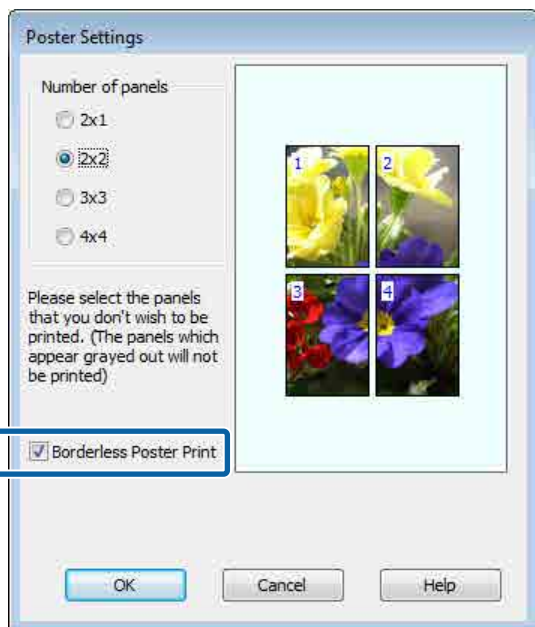 Poster Settings
Number of panels
2x1
2x2
3x3
4x4
Please select the panels
that you don't wish to be
printed. (The panels which
appear grayed out will not
be printed)
Borderless Poster Print
1
2
3
4
OK
Cancel
Help